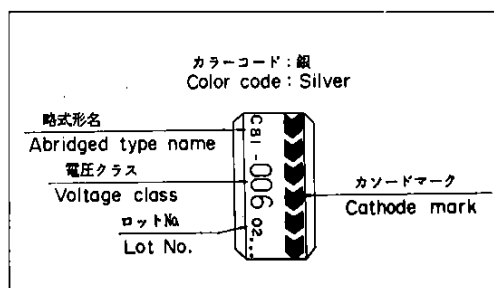 カラーコード：銀
Color code : Silver
略式形名
Abridged type name
電圧クラス
Voltage class
ロットNo.
Lot No.
C81-006 02...
カソードマーク
Cathode mark